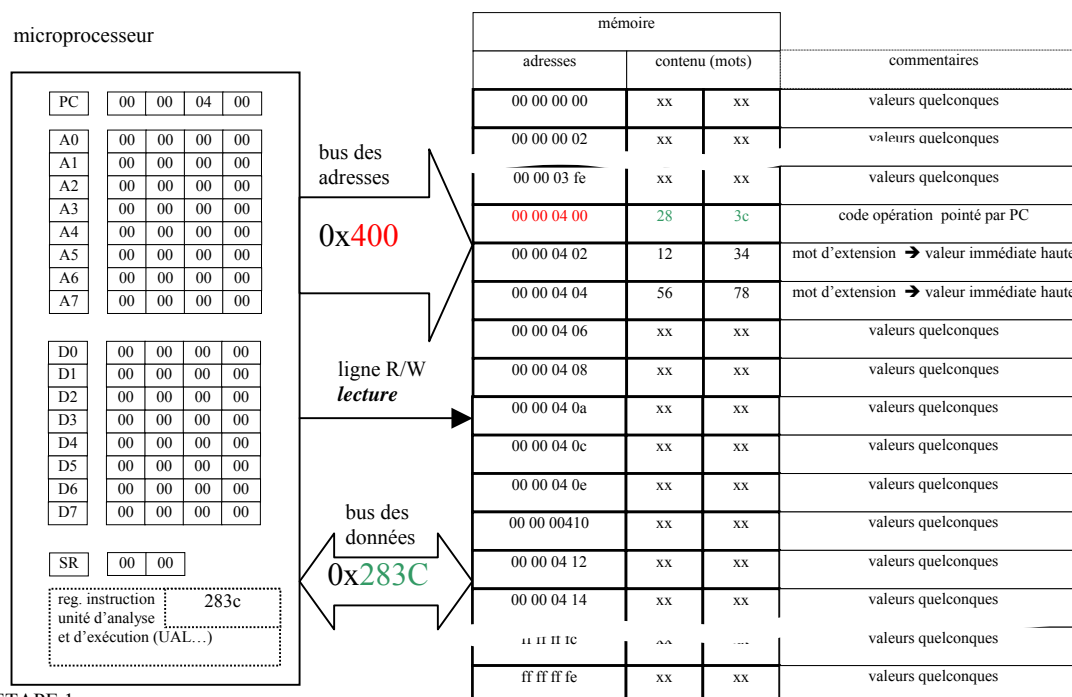 microprocesseur
PC 00 00 04 00
A0 00 00 00 00
A1 00 00 00 00
A2 00 00 00 00
A3 00 00 00 00
A4 00 00 00 00
A5 00 00 00 00
A6 00 00 00 00
A7 00 00 00 00
D0 00 00 00 00
D1 00 00 00 00
D2 00 00 00 00
D3 00 00 00 00
D4 00 00 00 00
D5 00 00 00 00
D6 00 00 00 00
D7 00 00 00 00
SR 00 00
reg. instruction 283c
unité d'analyse
et d'exécution (UAL…)
bus des
adresses
0x400
ligne R/W
lecture
bus des
données
0x283C
mémoire
adresses contenu (mots) commentaires
00 00 00 00 xx xx valeurs quelconques
00 00 00 02 xx xx valeurs quelconques
00 00 03 fe xx xx valeurs quelconques
00 00 04 00 28 3c code opération pointé par PC
00 00 04 02 12 34 mot d'extension ➔ valeur immédiate haute
00 00 04 04 56 78 mot d'extension ➔ valeur immédiate haute
00 00 04 06 xx xx valeurs quelconques
00 00 04 08 xx xx valeurs quelconques
00 00 04 0a xx xx valeurs quelconques
00 00 04 0c xx xx valeurs quelconques
00 00 04 0e xx xx valeurs quelconques
00 00 00410 xx xx valeurs quelconques
00 00 04 12 xx xx valeurs quelconques
00 00 04 14 xx xx valeurs quelconques
ff ff ff fc xx valeurs quelconques
ff ff ff fe xx xx valeurs quelconques